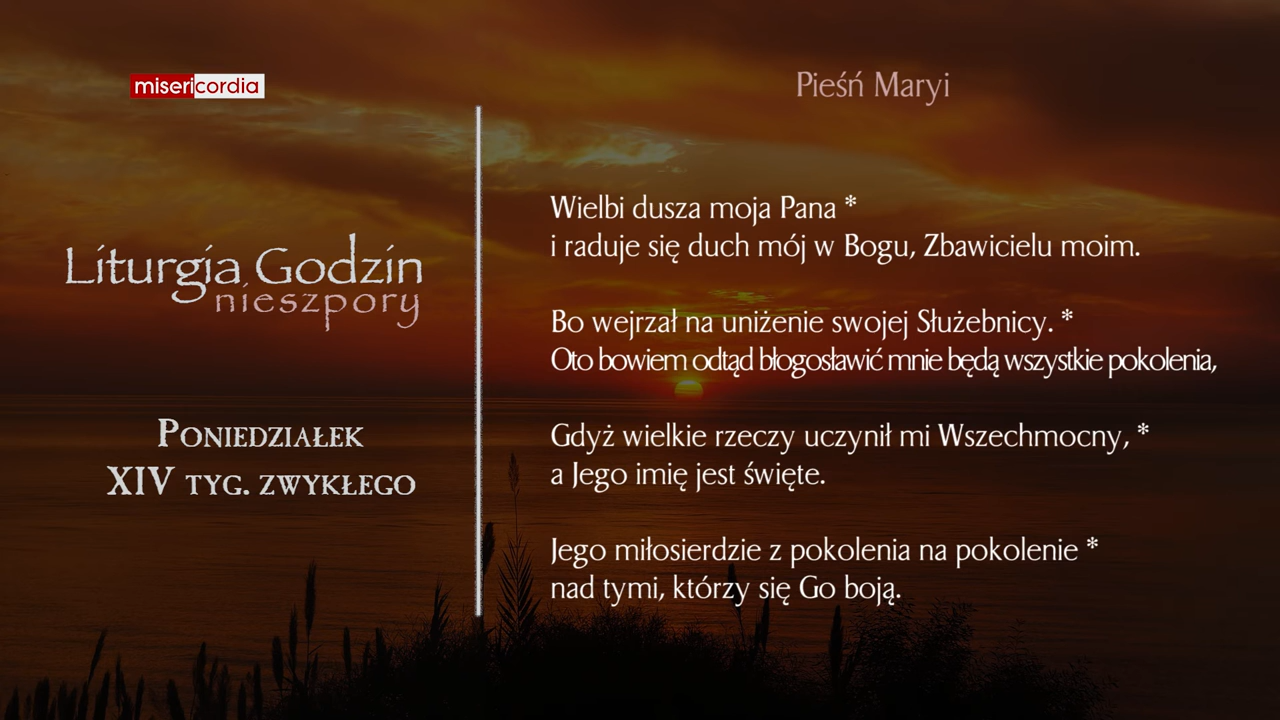 misericordia
Liturgia Godzin
nieszpory
Poniedziałek
XIV tyg. zwykłego
Pieśń Maryi
Wielbi dusza moja Pana *
i raduje się duch mój w Bogu, Zbawicielu moim.
Bo wejrzał na uniżenie swojej Służebnicy. *
Oto bowiem odtąd błogosławić mnie będą wszystkie pokolenia,
Gdyż wielkie rzeczy uczynił mi Wszechmocny, *
a Jego imię jest święte.
Jego miłosierdzie z pokolenia na pokolenie *
nad tymi, którzy się Go boją.